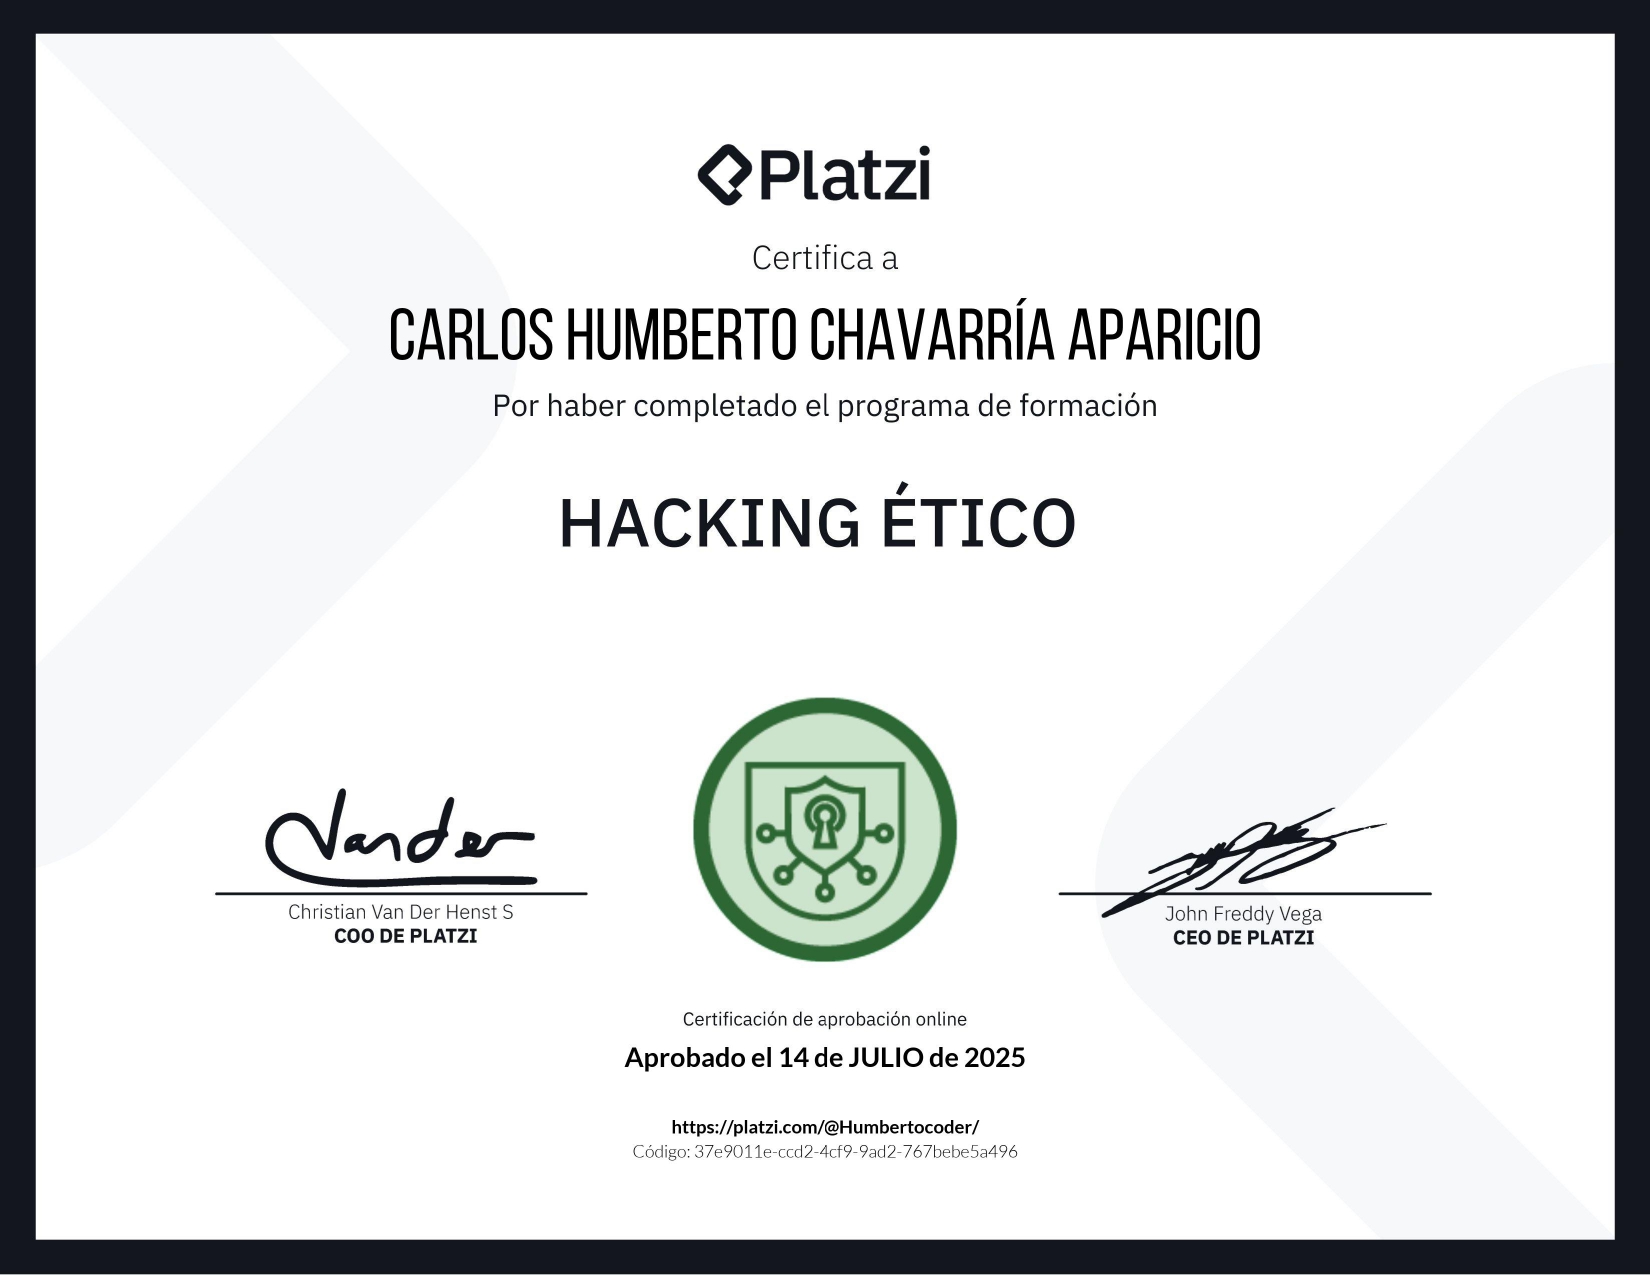 Platzi
Certifica a
CARLOS HUMBERTO CHAVARRÍA APARICIO
Por haber completado el programa de formación
HACKING ÉTICO
Vander
Christian Van Der Henst S
COO DE PLATZI
John Freddy Vega
CEO DE PLATZI
Certificación de aprobación online
Aprobado el 14 de JULIO de 2025
https://platzi.com/@Humbertocoder/
Código: 37e9011e-ccd2-4cf9-9ad2-767bebe5a496